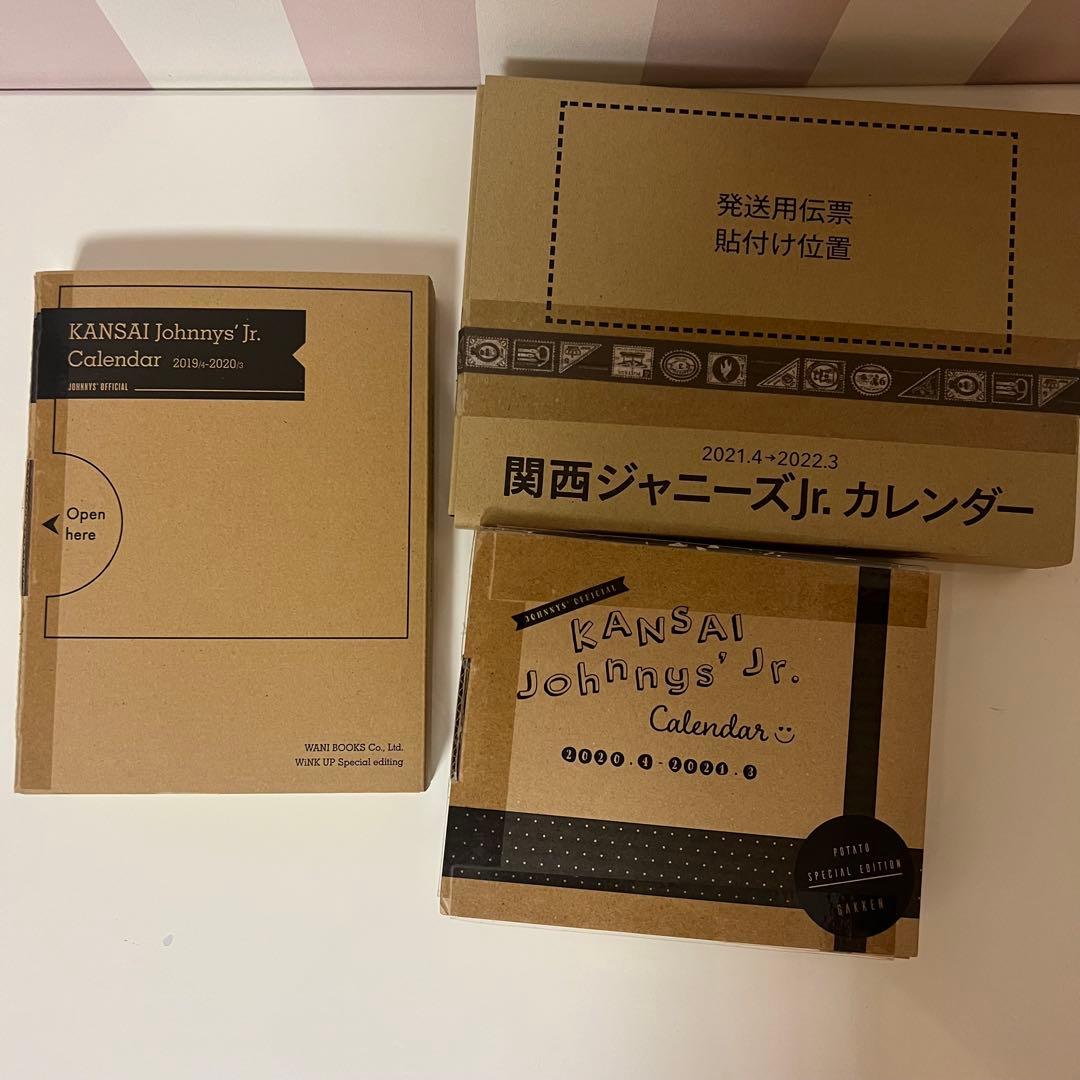 KANSAI Johnnys' Jr.
Calendar 2019/4-2020/3
JOHNNYS' OFFICIAL
Open
here
WANI BOOKS Co., Ltd.
WiNK UP Special editing
発送用伝票
貼付け位置
2021.4→2022.3
関西ジャニーズJr. カレンダー
JOHNNYS' OFFICIAL
KANSAI
Johnnys' Jr.
Calendar
2020.4-2021.3
POTATO
SPECIAL EDITION
GAKKEN